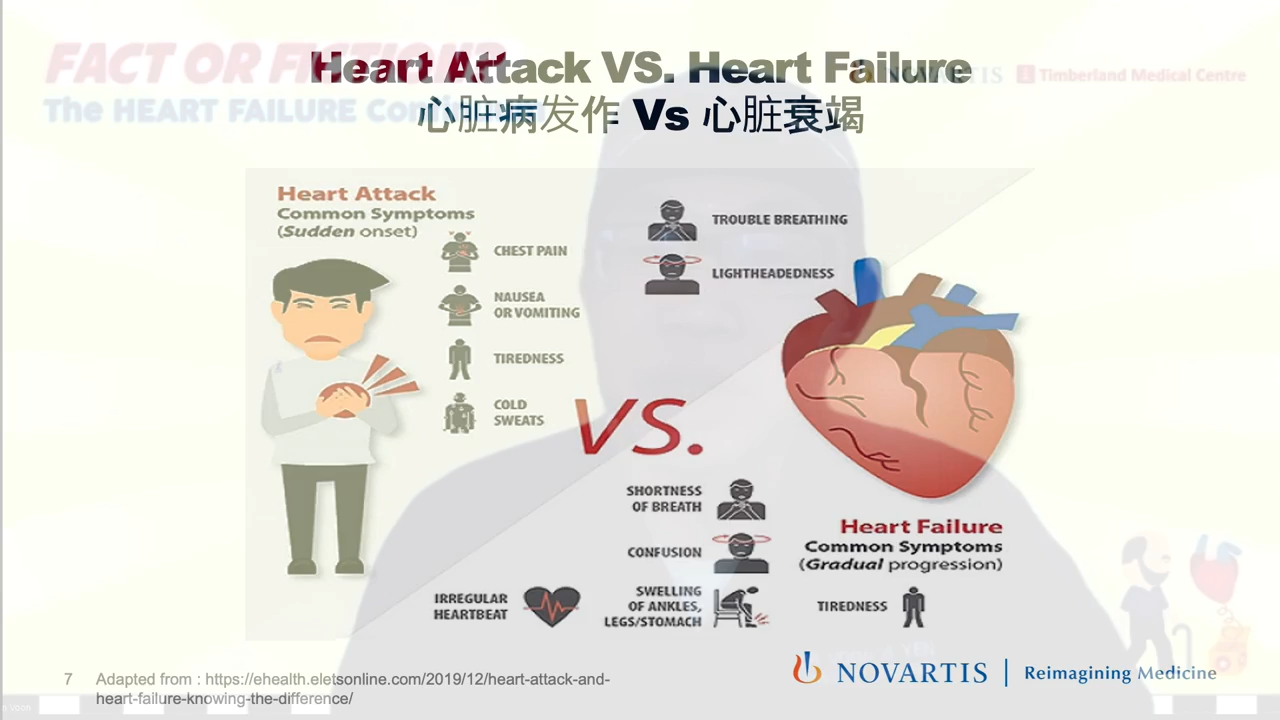 FACT OR FICTION?
The HEART FAILURE Con
Heart Attack VS. Heart Failure
心脏病发作 Vs 心脏衰竭
NOVARTIS
Timberland Medical Centre
Heart Attack
Common Symptoms
(Sudden onset)
CHEST PAIN
NAUSEA
OR VOMITING
TIREDNESS
COLD
SWEATS
TROUBLE BREATHING
LIGHTHEADEDNESS
VS.
SHORTNESS
OF BREATH
CONFUSION
IRREGULAR
HEARTBEAT
SWELLING
OF ANKLES,
LEGS/STOMACH
Heart Failure
Common Symptoms
(Gradual progression)
TIREDNESS
7 Adapted from : https://ehealth.eletsonline.com/2019/12/heart-attack-and-
heart-failure-knowing-the-difference/
NOVARTIS | Reimagining Medicine